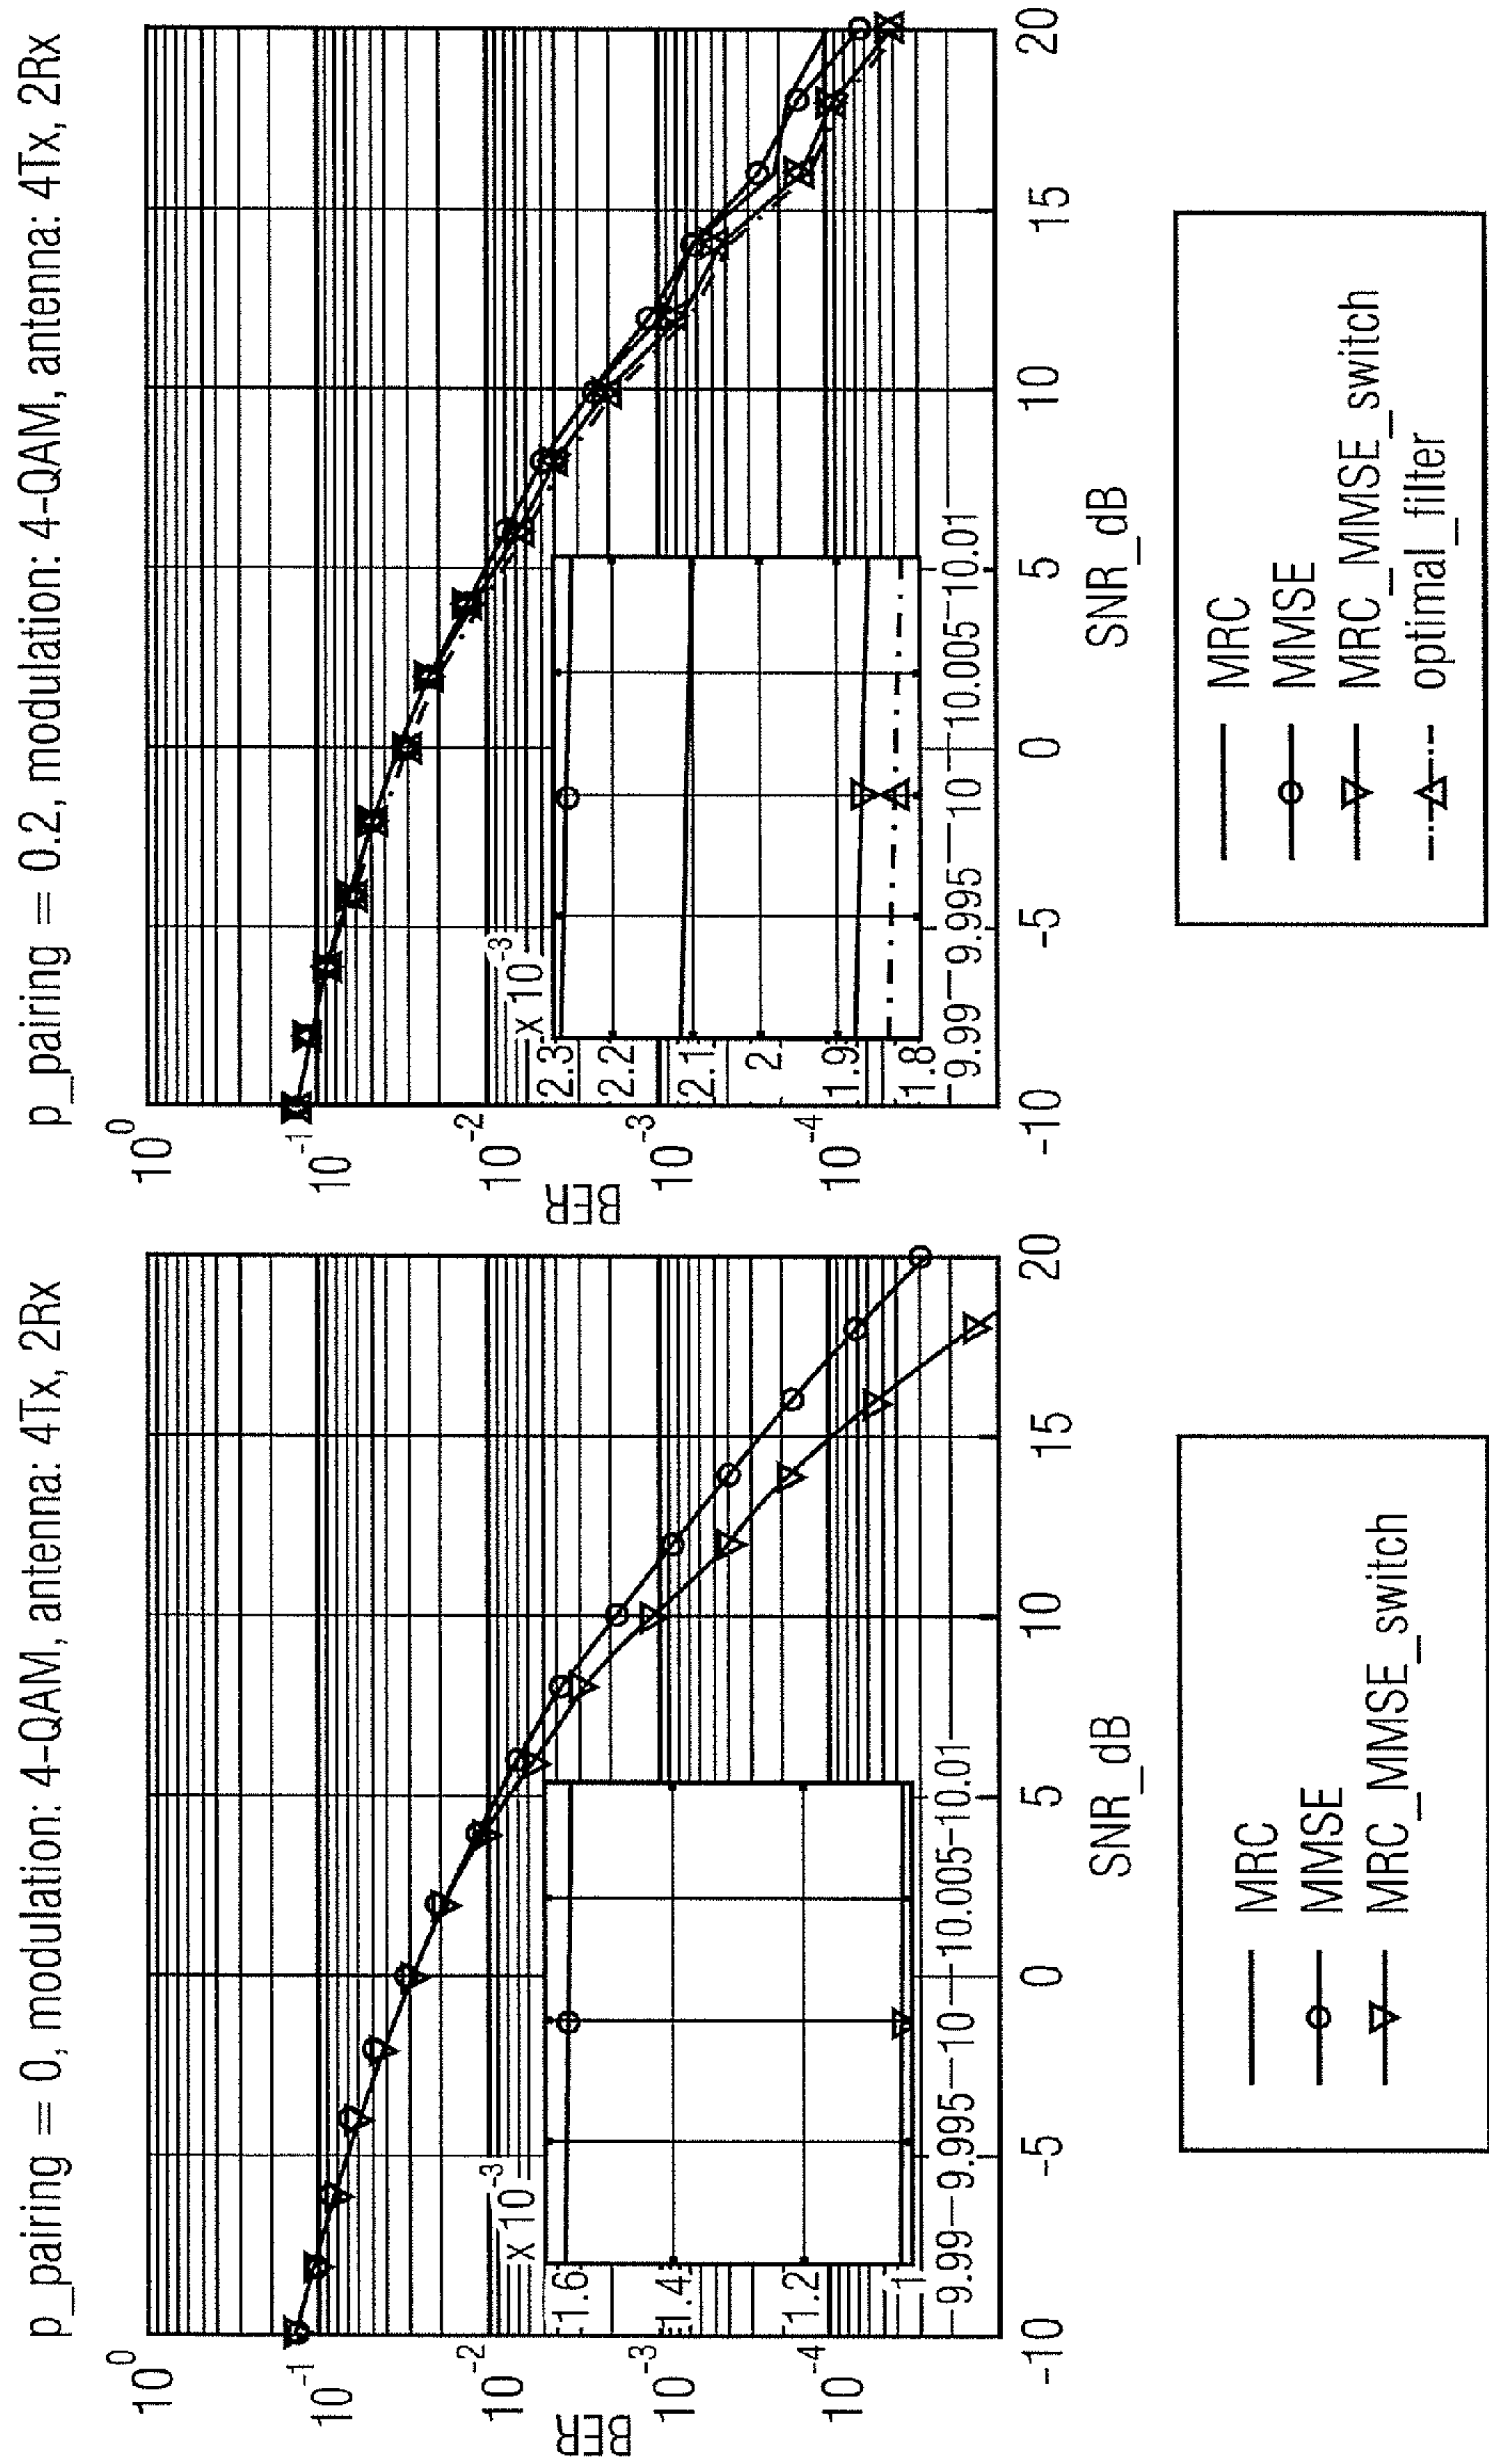 p_pairing = 0, modulation: 4-QAM, antenna: 4Tx, 2Rx
10^0
10^-1
10^-2
10^-3
10^-4
BER
x 10^-3
1.6
1.4
1.2
1
9.99 9.995 10 10.005 10.01
-10 -5 0 5 10 15 20
SNR_dB
MRC
MMSE
MRC_MMSE_switch
p_pairing = 0.2, modulation: 4-QAM, antenna: 4Tx, 2Rx
10^0
10^-1
10^-2
10^-3
10^-4
BER
x 10^-3
2.3
2.2
2.1
2
1.9
1.8
9.99 9.995 10 10.005 10.01
-10 -5 0 5 10 15 20
SNR_dB
MRC
MMSE
MRC_MMSE_switch
optimal_filter